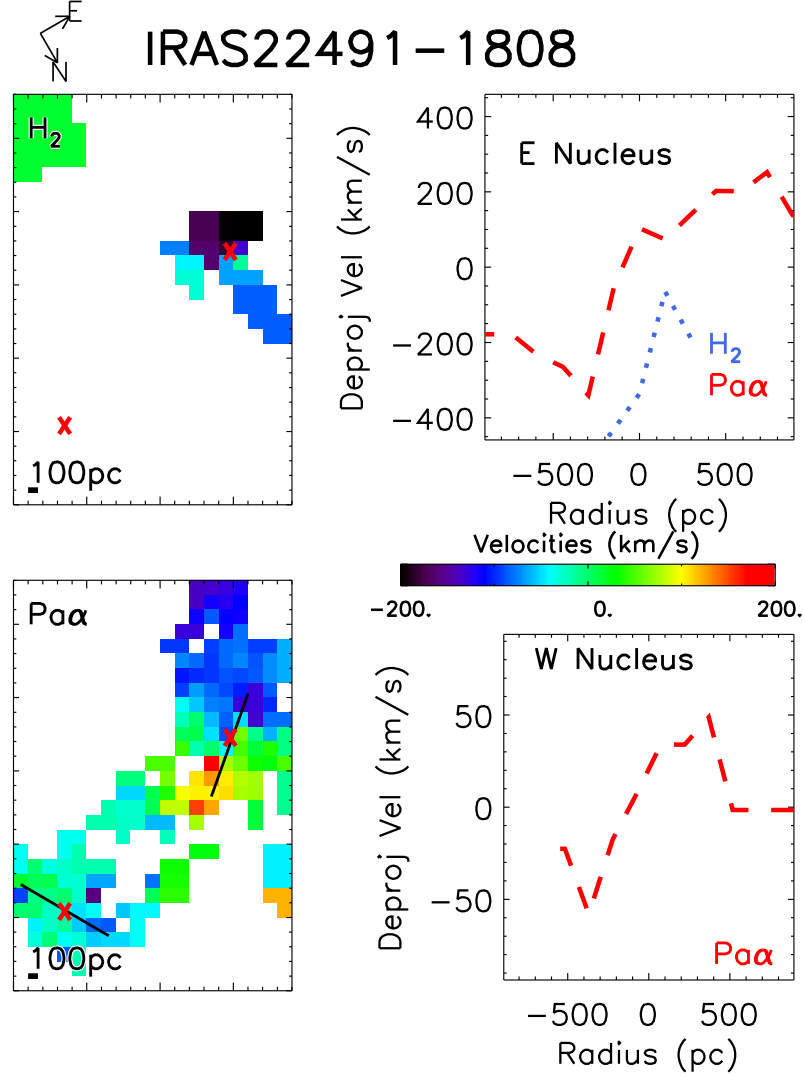 E
N
IRAS22491−1808
H2
100pc
400
200
0
−200
−400
Deproj Vel (km/s)
E Nucleus
H2
Paα
−500 0 500
Radius (pc)
Velocities (km/s)
−200. 0. 200.
Paα
100pc
W Nucleus
50
0
−50
Deproj Vel (km/s)
Paα
−500 0 500
Radius (pc)